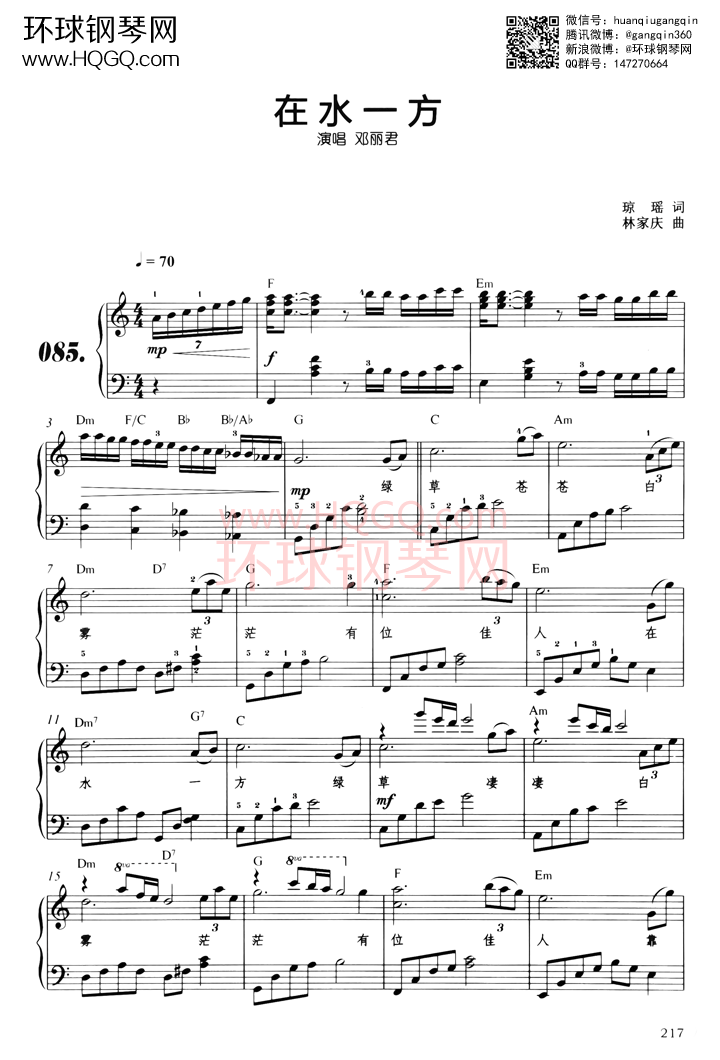 环球钢琴网
www.HQGQ.com
微信号：huanqiugangqin
腾讯微博：@gangqin360
新浪微博：@环球钢琴网
QQ群号：147270664
在水一方
演唱 邓丽君
琼 瑶 词
林家庆 曲
♩= 70
085.
F Em
mp f
3 Dm F/C B♭ B♭/A♭ G C Am
mp
绿 草 苍 苍 白
www.HQGQ.com
环球钢琴网
7 Dm D7 G F Em
雾 茫 茫 有 位 佳 人 在
11 Dm7 G7 C Am
mf
水 一 方 绿 草 凄 凄 白
15 Dm 8va D7 G 8va F Em
雾 茫 茫 有 位 佳 人 靠
217